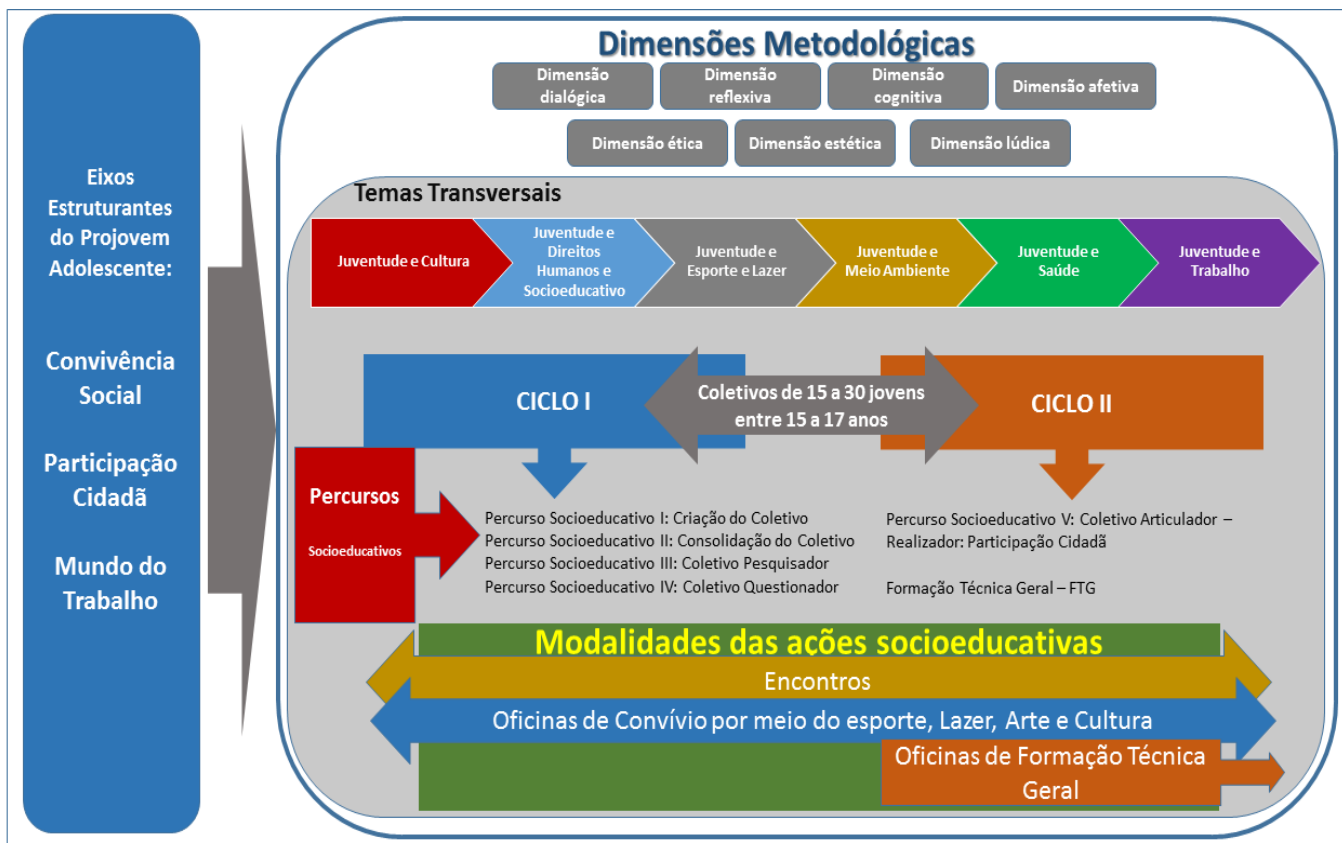 Eixos
Estruturantes
do Projovem
Adolescente:
Convivência
Social
Participação
Cidadã
Mundo do
Trabalho
Dimensões Metodológicas
Dimensão
dialógica
Dimensão
reflexiva
Dimensão
cognitiva
Dimensão afetiva
Dimensão ética
Dimensão estética
Dimensão lúdica
Temas Transversais
Juventude e Cultura
Juventude e
Direitos
Humanos e
Socioeducativo
Juventude e
Esporte e Lazer
Juventude e
Meio Ambiente
Juventude e
Saúde
Juventude e
Trabalho
CICLO I
Coletivos de 15 a 30 jovens
entre 15 a 17 anos
CICLO II
Percursos
Socioeducativos
Percurso Socioeducativo I: Criação do Coletivo
Percurso Socioeducativo II: Consolidação do Coletivo
Percurso Socioeducativo III: Coletivo Pesquisador
Percurso Socioeducativo IV: Coletivo Questionador
Percurso Socioeducativo V: Coletivo Articulador –
Realizador: Participação Cidadã
Formação Técnica Geral – FTG
Modalidades das ações socioeducativas
Encontros
Oficinas de Convívio por meio do esporte, Lazer, Arte e Cultura
Oficinas de Formação Técnica
Geral